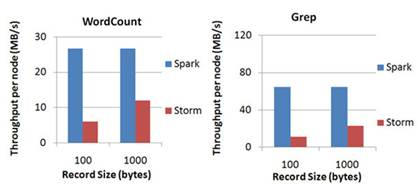 WordCount
Throughput per node (MB/s)
30
20
10
0
100
1000
Record Size (bytes)
Spark
Storm
Grep
Throughput per node (MB/s)
120
80
40
0
100
1000
Record Size (bytes)
Spark
Storm